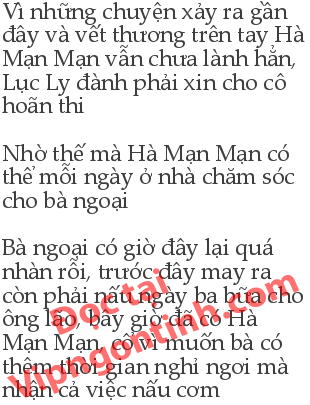 Vì những chuyện xảy ra gần
đây và vết thương trên tay Hà
Mạn Mạn vẫn chưa lành hẳn,
Lục Ly đành phải xin cho cô
hoãn thi
Nhờ thế mà Hà Mạn Mạn có
thể mỗi ngày ở nhà chăm sóc
cho bà ngoại
Bà ngoại có giờ đây lại quá
nhàn rỗi, trước đây may ra
còn phải nấu ngày ba bữa cho
ông lão, bây giờ đã có Hà
Mạn Mạn, cô vì muốn bà có
thêm thời gian nghỉ ngơi mà
nhận cả việc nấu cơm
Đọc tại
Vipngontinh.com